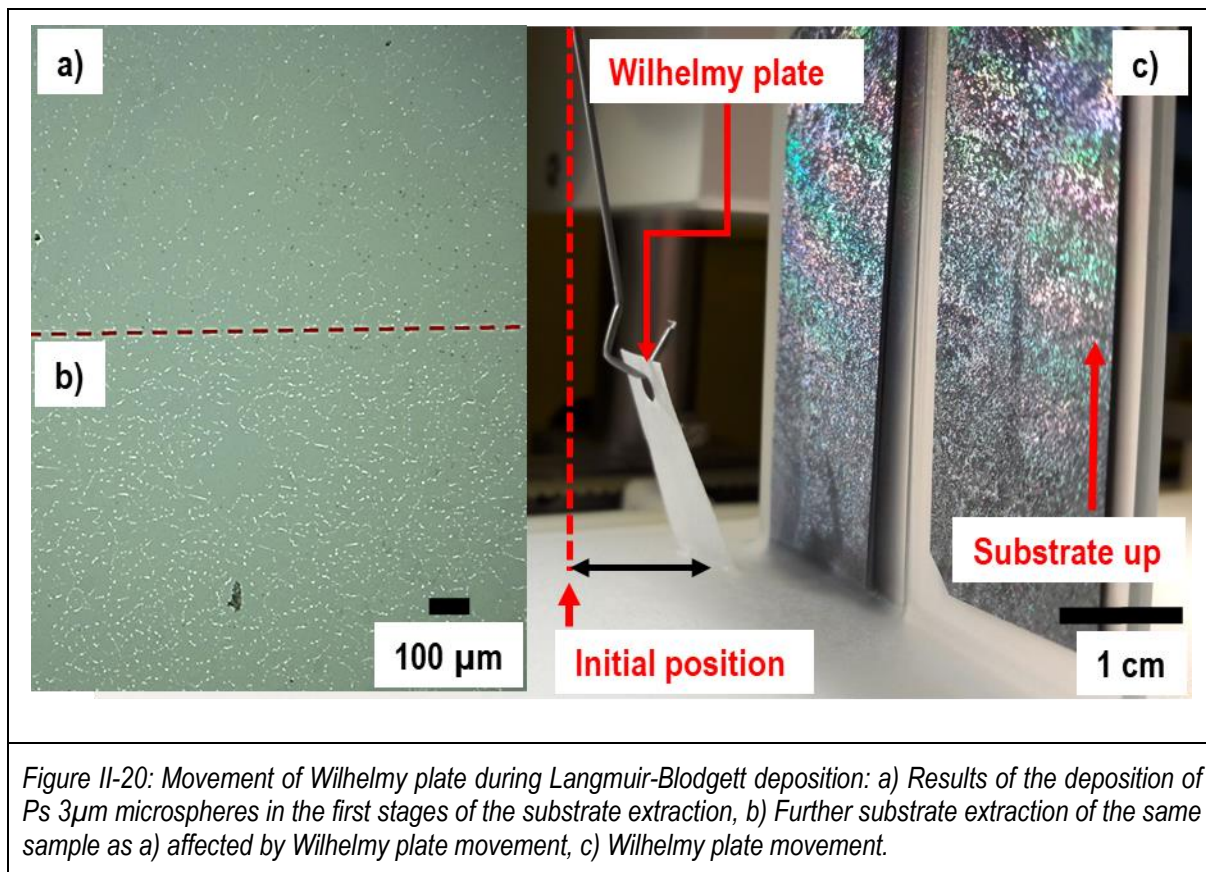 a)
b)
100 µm
Wilhelmy plate
c)
Substrate up
Initial position
1 cm
Figure II-20: Movement of Wilhelmy plate during Langmuir-Blodgett deposition: a) Results of the deposition of
Ps 3µm microspheres in the first stages of the substrate extraction, b) Further substrate extraction of the same
sample as a) affected by Wilhelmy plate movement, c) Wilhelmy plate movement.